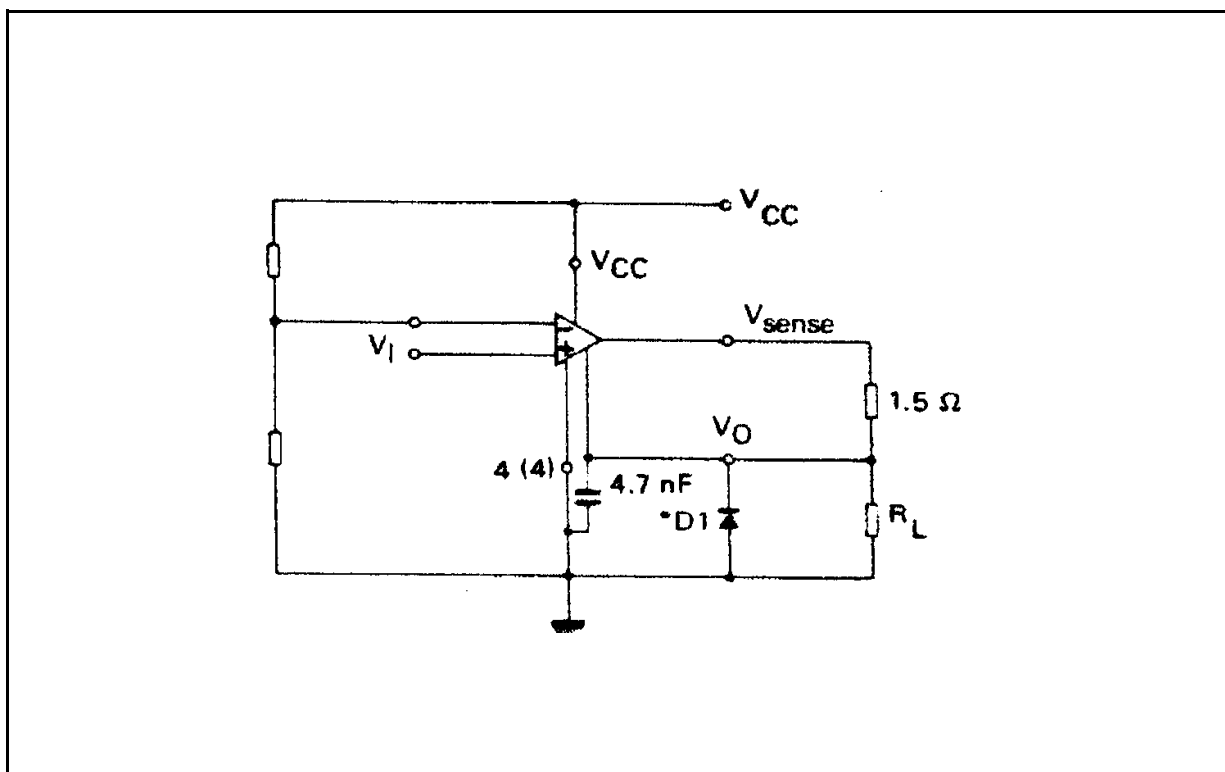 VCC
VCC
Vsense
VI
1.5 Ω
VO
4 (4)
4.7 nF
*D1
RL